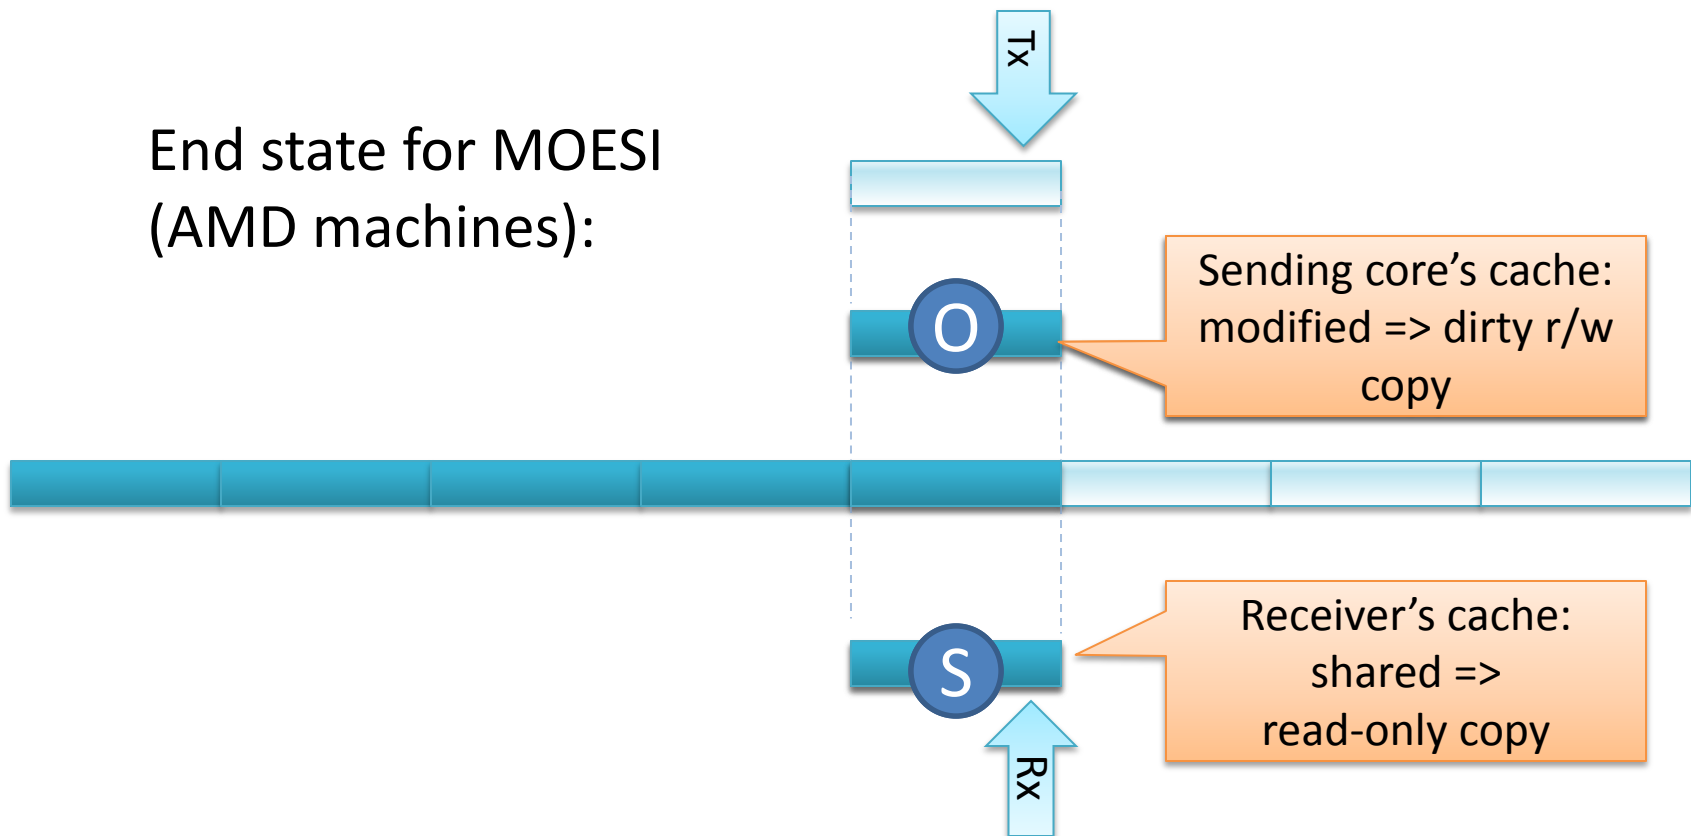 Tx
End state for MOESI
(AMD machines):
O
Sending core’s cache:
modified => dirty r/w
copy
S
Receiver’s cache:
shared =>
read-only copy
Rx